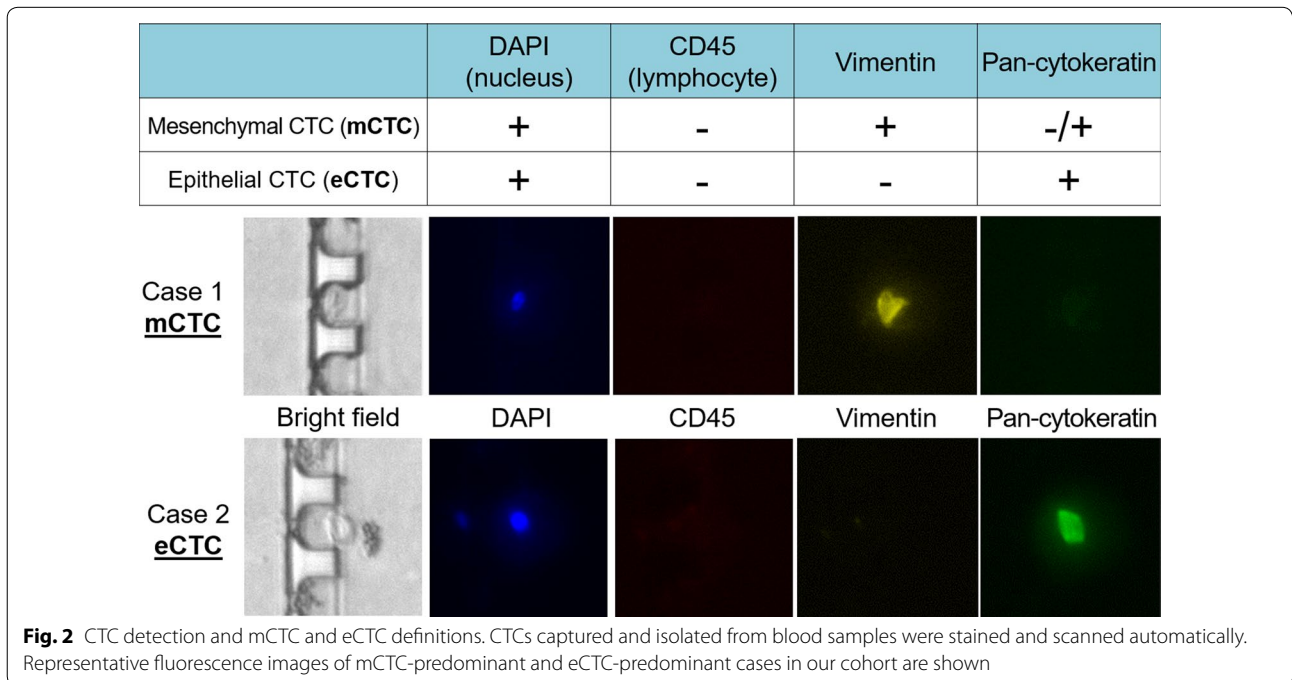 DAPI (nucleus) CD45 (lymphocyte) Vimentin Pan-cytokeratin
Mesenchymal CTC (mCTC) + - + -/+
Epithelial CTC (eCTC) + - - +
Case 1
mCTC
Bright field DAPI CD45 Vimentin Pan-cytokeratin
Case 2
eCTC
Fig. 2 CTC detection and mCTC and eCTC definitions. CTCs captured and isolated from blood samples were stained and scanned automatically.
Representative fluorescence images of mCTC-predominant and eCTC-predominant cases in our cohort are shown